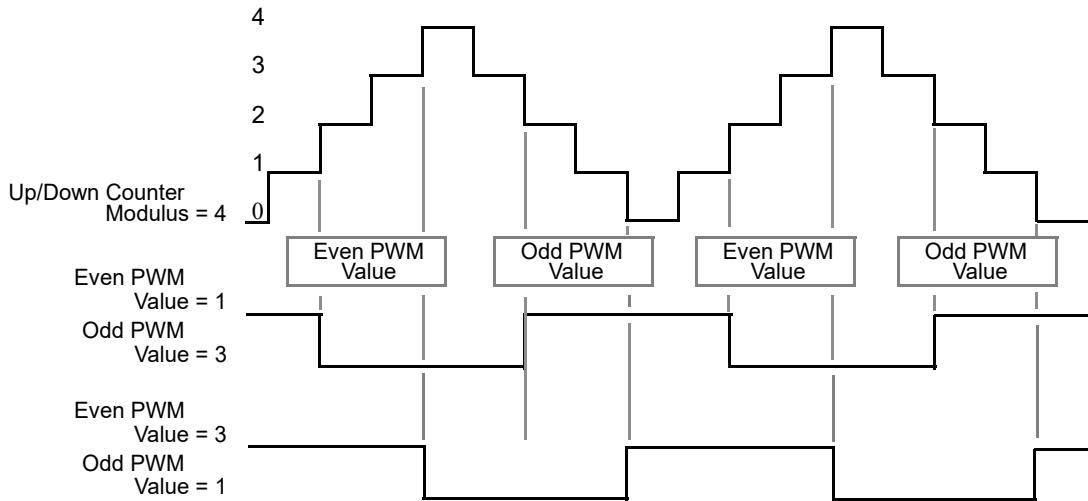 4
3
2
1
Up/Down Counter
Modulus = 4
0
Even PWM
Value
Odd PWM
Value
Even PWM
Value
Odd PWM
Value
Even PWM
Value = 1
Odd PWM
Value = 3
Even PWM
Value = 3
Odd PWM
Value = 1